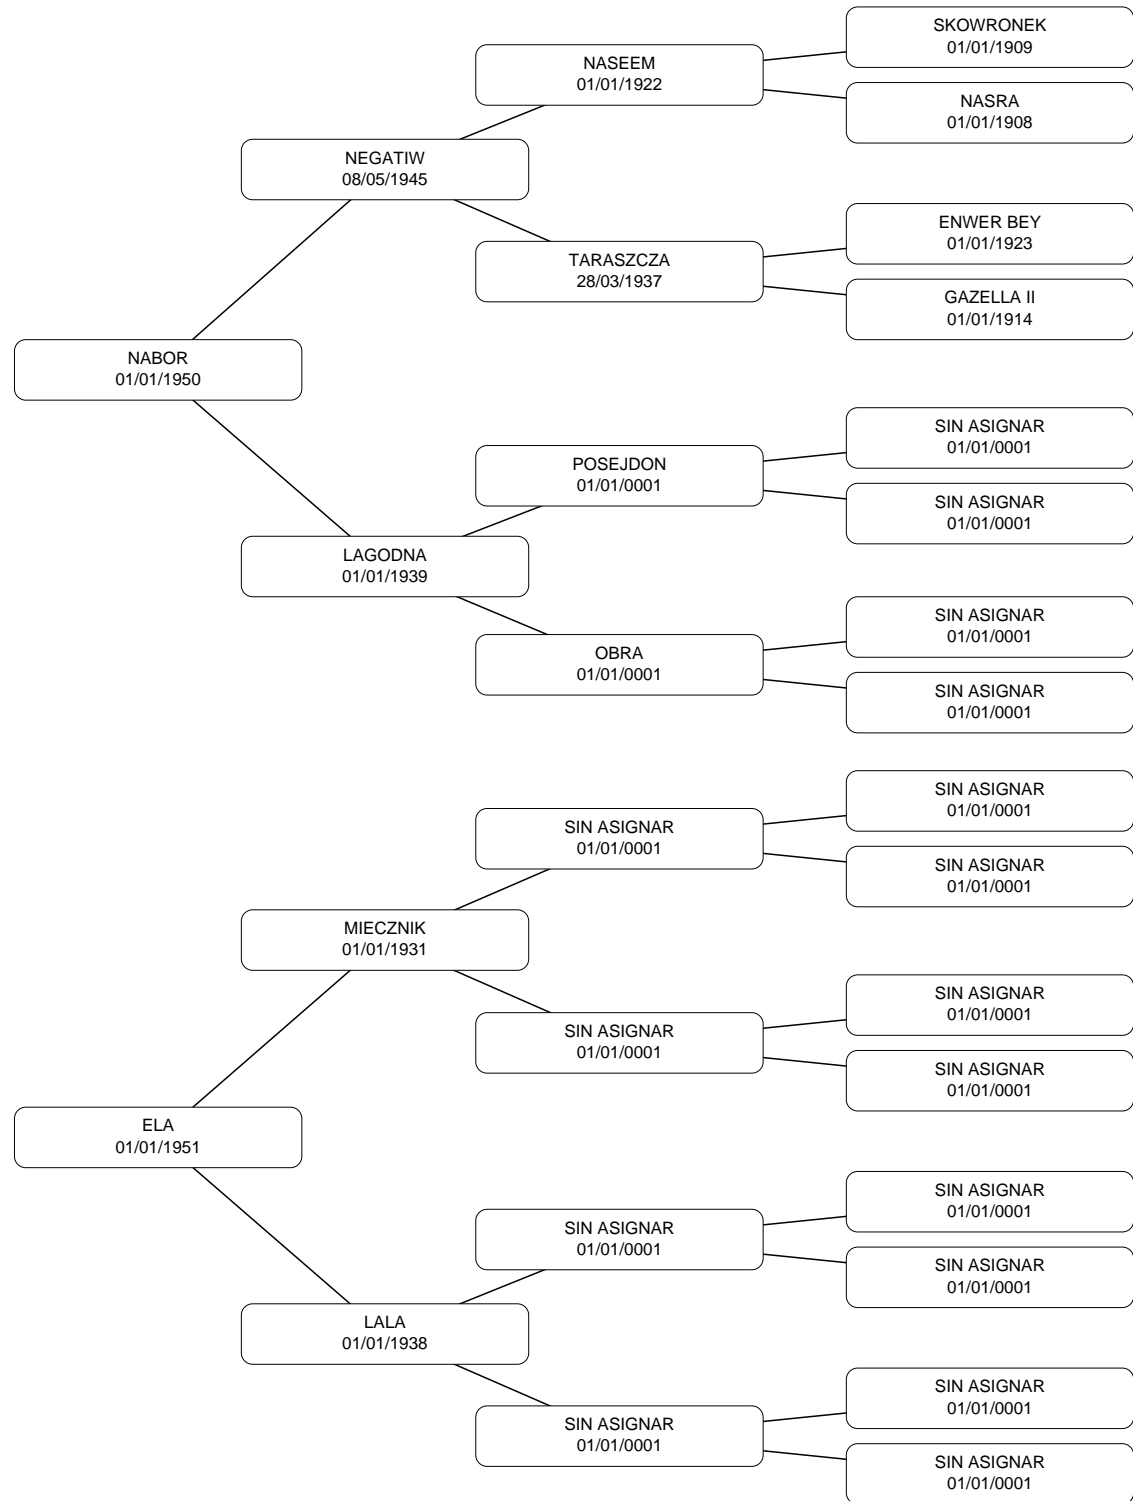 SKOWRONEK
01/01/1909
NASEEM
01/01/1922
NASRA
01/01/1908
NEGATIW
08/05/1945
ENWER BEY
01/01/1923
TARASZCZA
28/03/1937
GAZELLA II
01/01/1914
NABOR
01/01/1950
SIN ASIGNAR
01/01/0001
POSEJDON
01/01/0001
SIN ASIGNAR
01/01/0001
LAGODNA
01/01/1939
SIN ASIGNAR
01/01/0001
OBRA
01/01/0001
SIN ASIGNAR
01/01/0001
SIN ASIGNAR
01/01/0001
SIN ASIGNAR
01/01/0001
SIN ASIGNAR
01/01/0001
MIECZNIK
01/01/1931
SIN ASIGNAR
01/01/0001
SIN ASIGNAR
01/01/0001
SIN ASIGNAR
01/01/0001
ELA
01/01/1951
SIN ASIGNAR
01/01/0001
SIN ASIGNAR
01/01/0001
SIN ASIGNAR
01/01/0001
LALA
01/01/1938
SIN ASIGNAR
01/01/0001
SIN ASIGNAR
01/01/0001
SIN ASIGNAR
01/01/0001